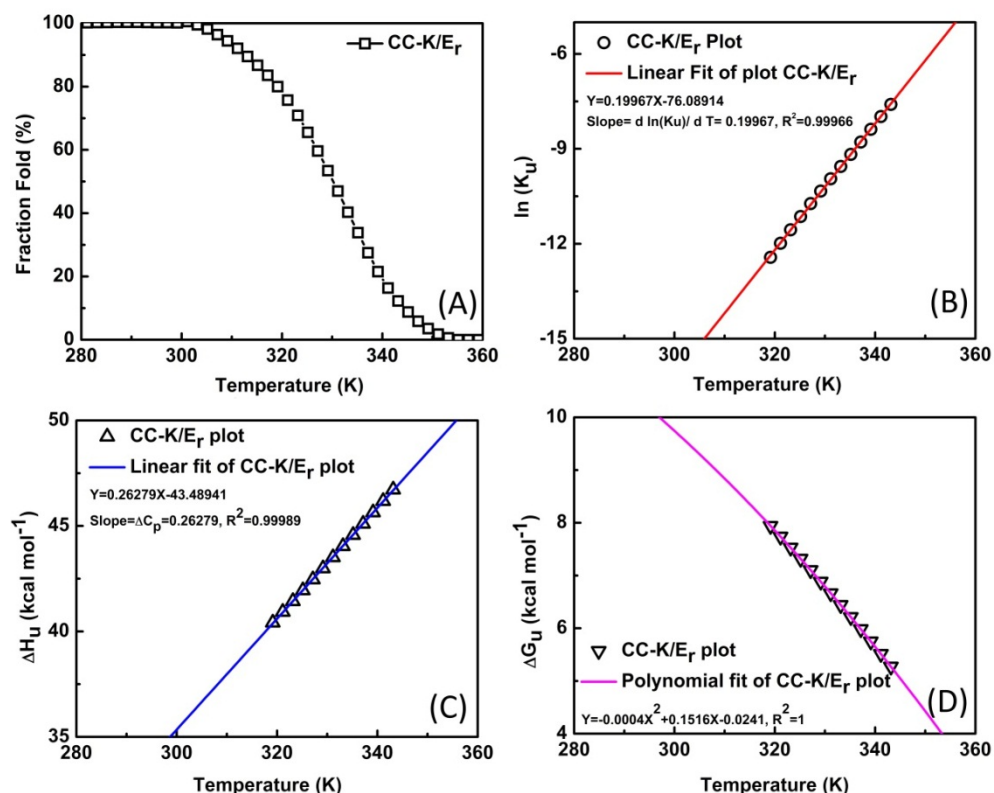 100
80
60
40
20
0
Fraction Fold (%)
CC-K/Er
(A)
280 300 320 340 360
Temperature (K)
-6
-9
-12
-15
ln (Ku)
CC-K/Er Plot
Linear Fit of plot CC-K/Er
Y=0.19967X-76.08914
Slope= d ln(Ku)/ d T= 0.19967, R²=0.99966
(B)
280 300 320 340 360
Temperature (K)
50
45
40
35
ΔHu (kcal mol⁻¹)
CC-K/Er plot
Linear fit of CC-K/Er plot
Y=0.26279X-43.48941
Slope=ΔCp=0.26279, R²=0.99989
(C)
280 300 320 340 360
Temperature (K)
10
8
6
4
ΔGu (kcal mol⁻¹)
CC-K/Er plot
Polynomial fit of CC-K/Er plot
Y=-0.0004X²+0.1516X-0.0241, R²=1
(D)
280 300 320 340 360
Temperature (K)